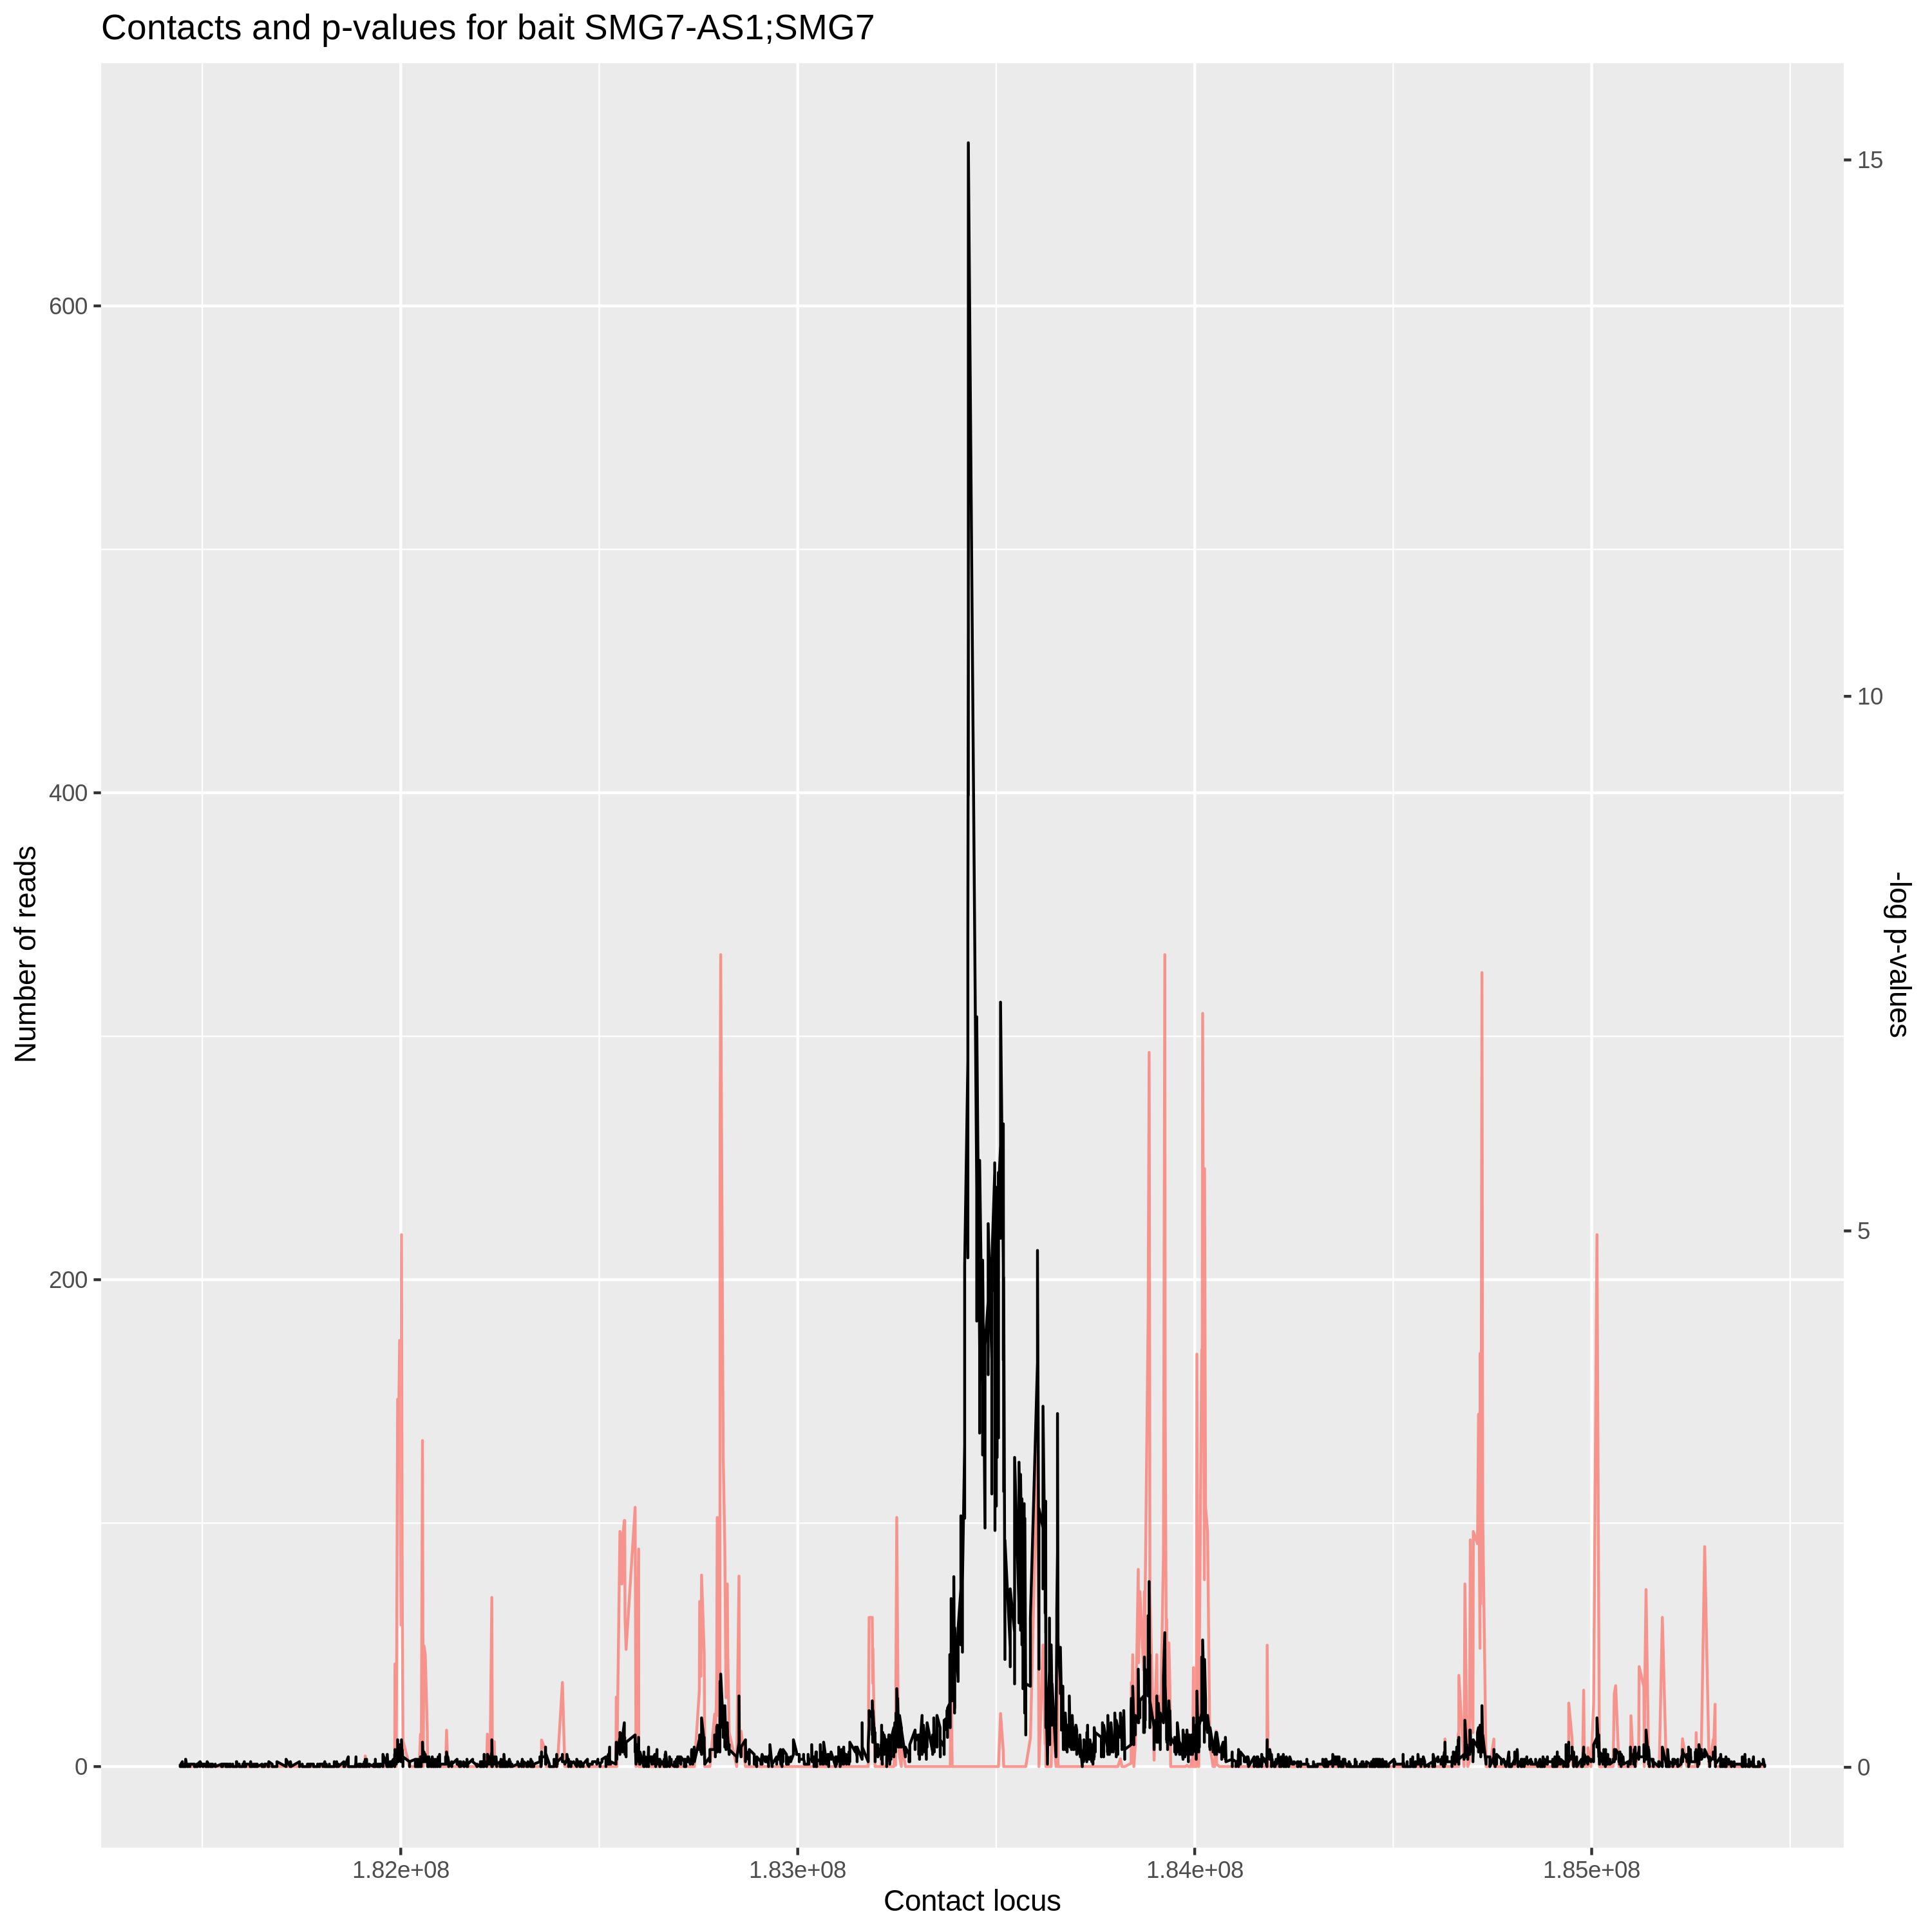 Contacts and p-values for bait SMG7-AS1;SMG7
600
400
200
0
Number of reads
15
10
5
0
-log p-values
1.82e+08
1.83e+08
1.84e+08
1.85e+08
Contact locus